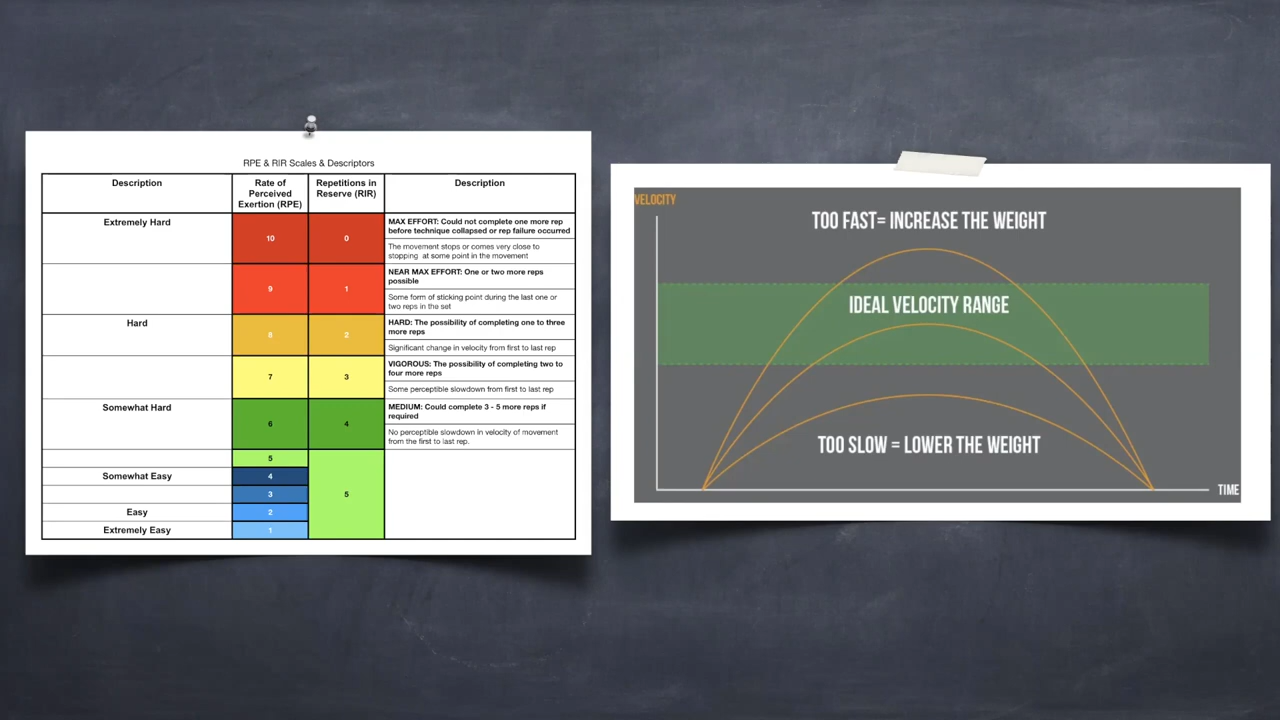 RPE & RIR Scales & Descriptors
Description
Rate of
Perceived
Exertion (RPE)
Repetitions in
Reserve (RIR)
Description
Extremely Hard
10
0
MAX EFFORT: Could not complete one more rep
before technique collapsed or rep failure occurred
The movement stops or comes very close to
stopping at some point in the movement
9
1
NEAR MAX EFFORT: One or two more reps
possible
Some form of sticking point during the last one or
two reps in the set
Hard
8
2
HARD: The possibility of completing one to three
more reps
Significant change in velocity from first to last rep
7
3
VIGOROUS: The possibility of completing two to
four more reps
Some perceptible slowdown from first to last rep
Somewhat Hard
6
4
MEDIUM: Could complete 3 - 5 more reps if
required
No perceptible slowdown in velocity of movement
from the first to last rep.
5
Somewhat Easy
4
3
5
Easy
2
Extremely Easy
1
VELOCITY
TOO FAST= INCREASE THE WEIGHT
IDEAL VELOCITY RANGE
TOO SLOW = LOWER THE WEIGHT
TIME